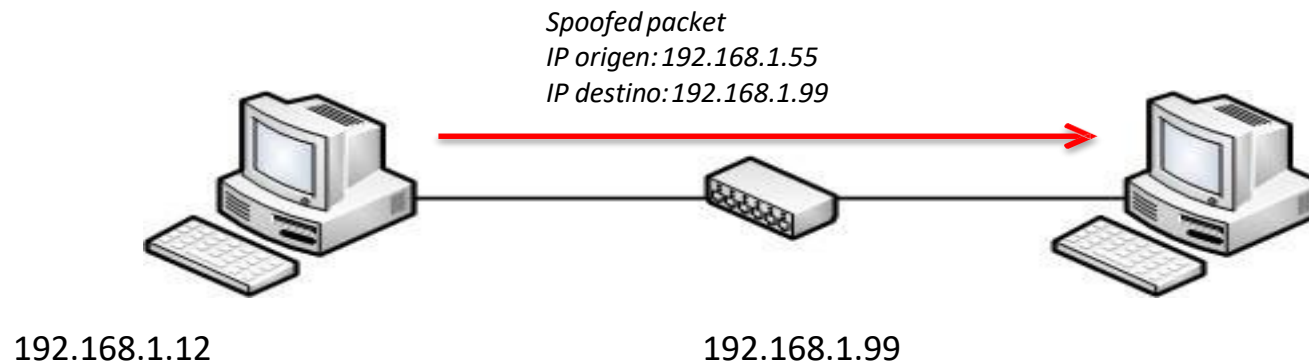 Spoofed packet
IP origen: 192.168.1.55
IP destino: 192.168.1.99
192.168.1.12
192.168.1.99